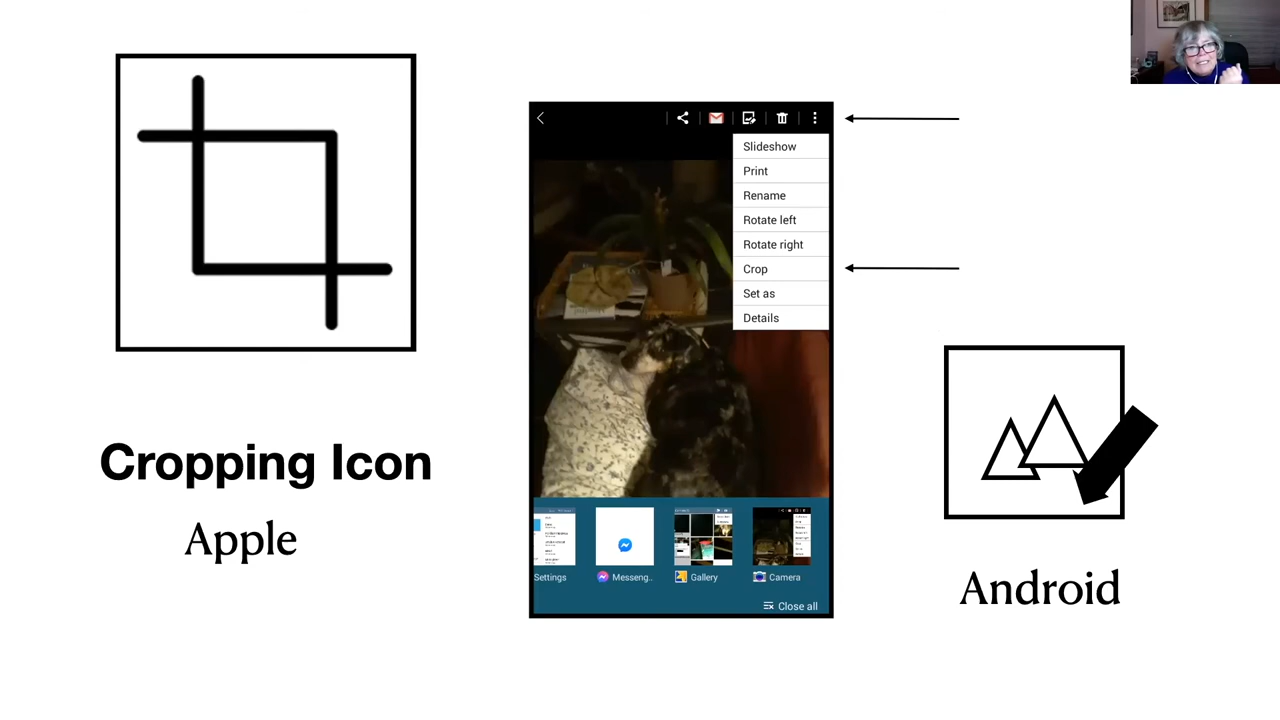 Slideshow
Print
Rename
Rotate left
Rotate right
Crop
Set as
Details
Cropping Icon
Apple
Settings
Messeng..
Gallery
Camera
Close all
Android